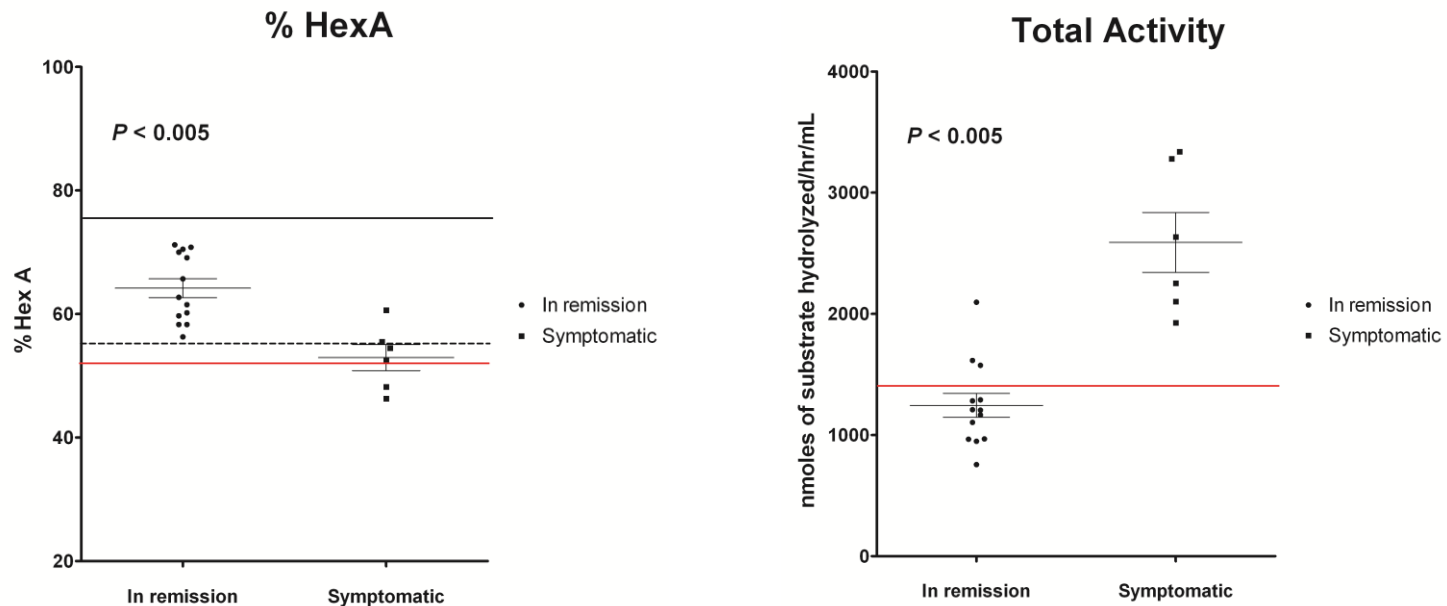 % HexA
100
80
60
40
20
% Hex A
P < 0.005
In remission
Symptomatic
In remission
Symptomatic
Total Activity
4000
3000
2000
1000
0
nmoles of substrate hydrolyzed/hr/mL
P < 0.005
In remission
Symptomatic
In remission
Symptomatic